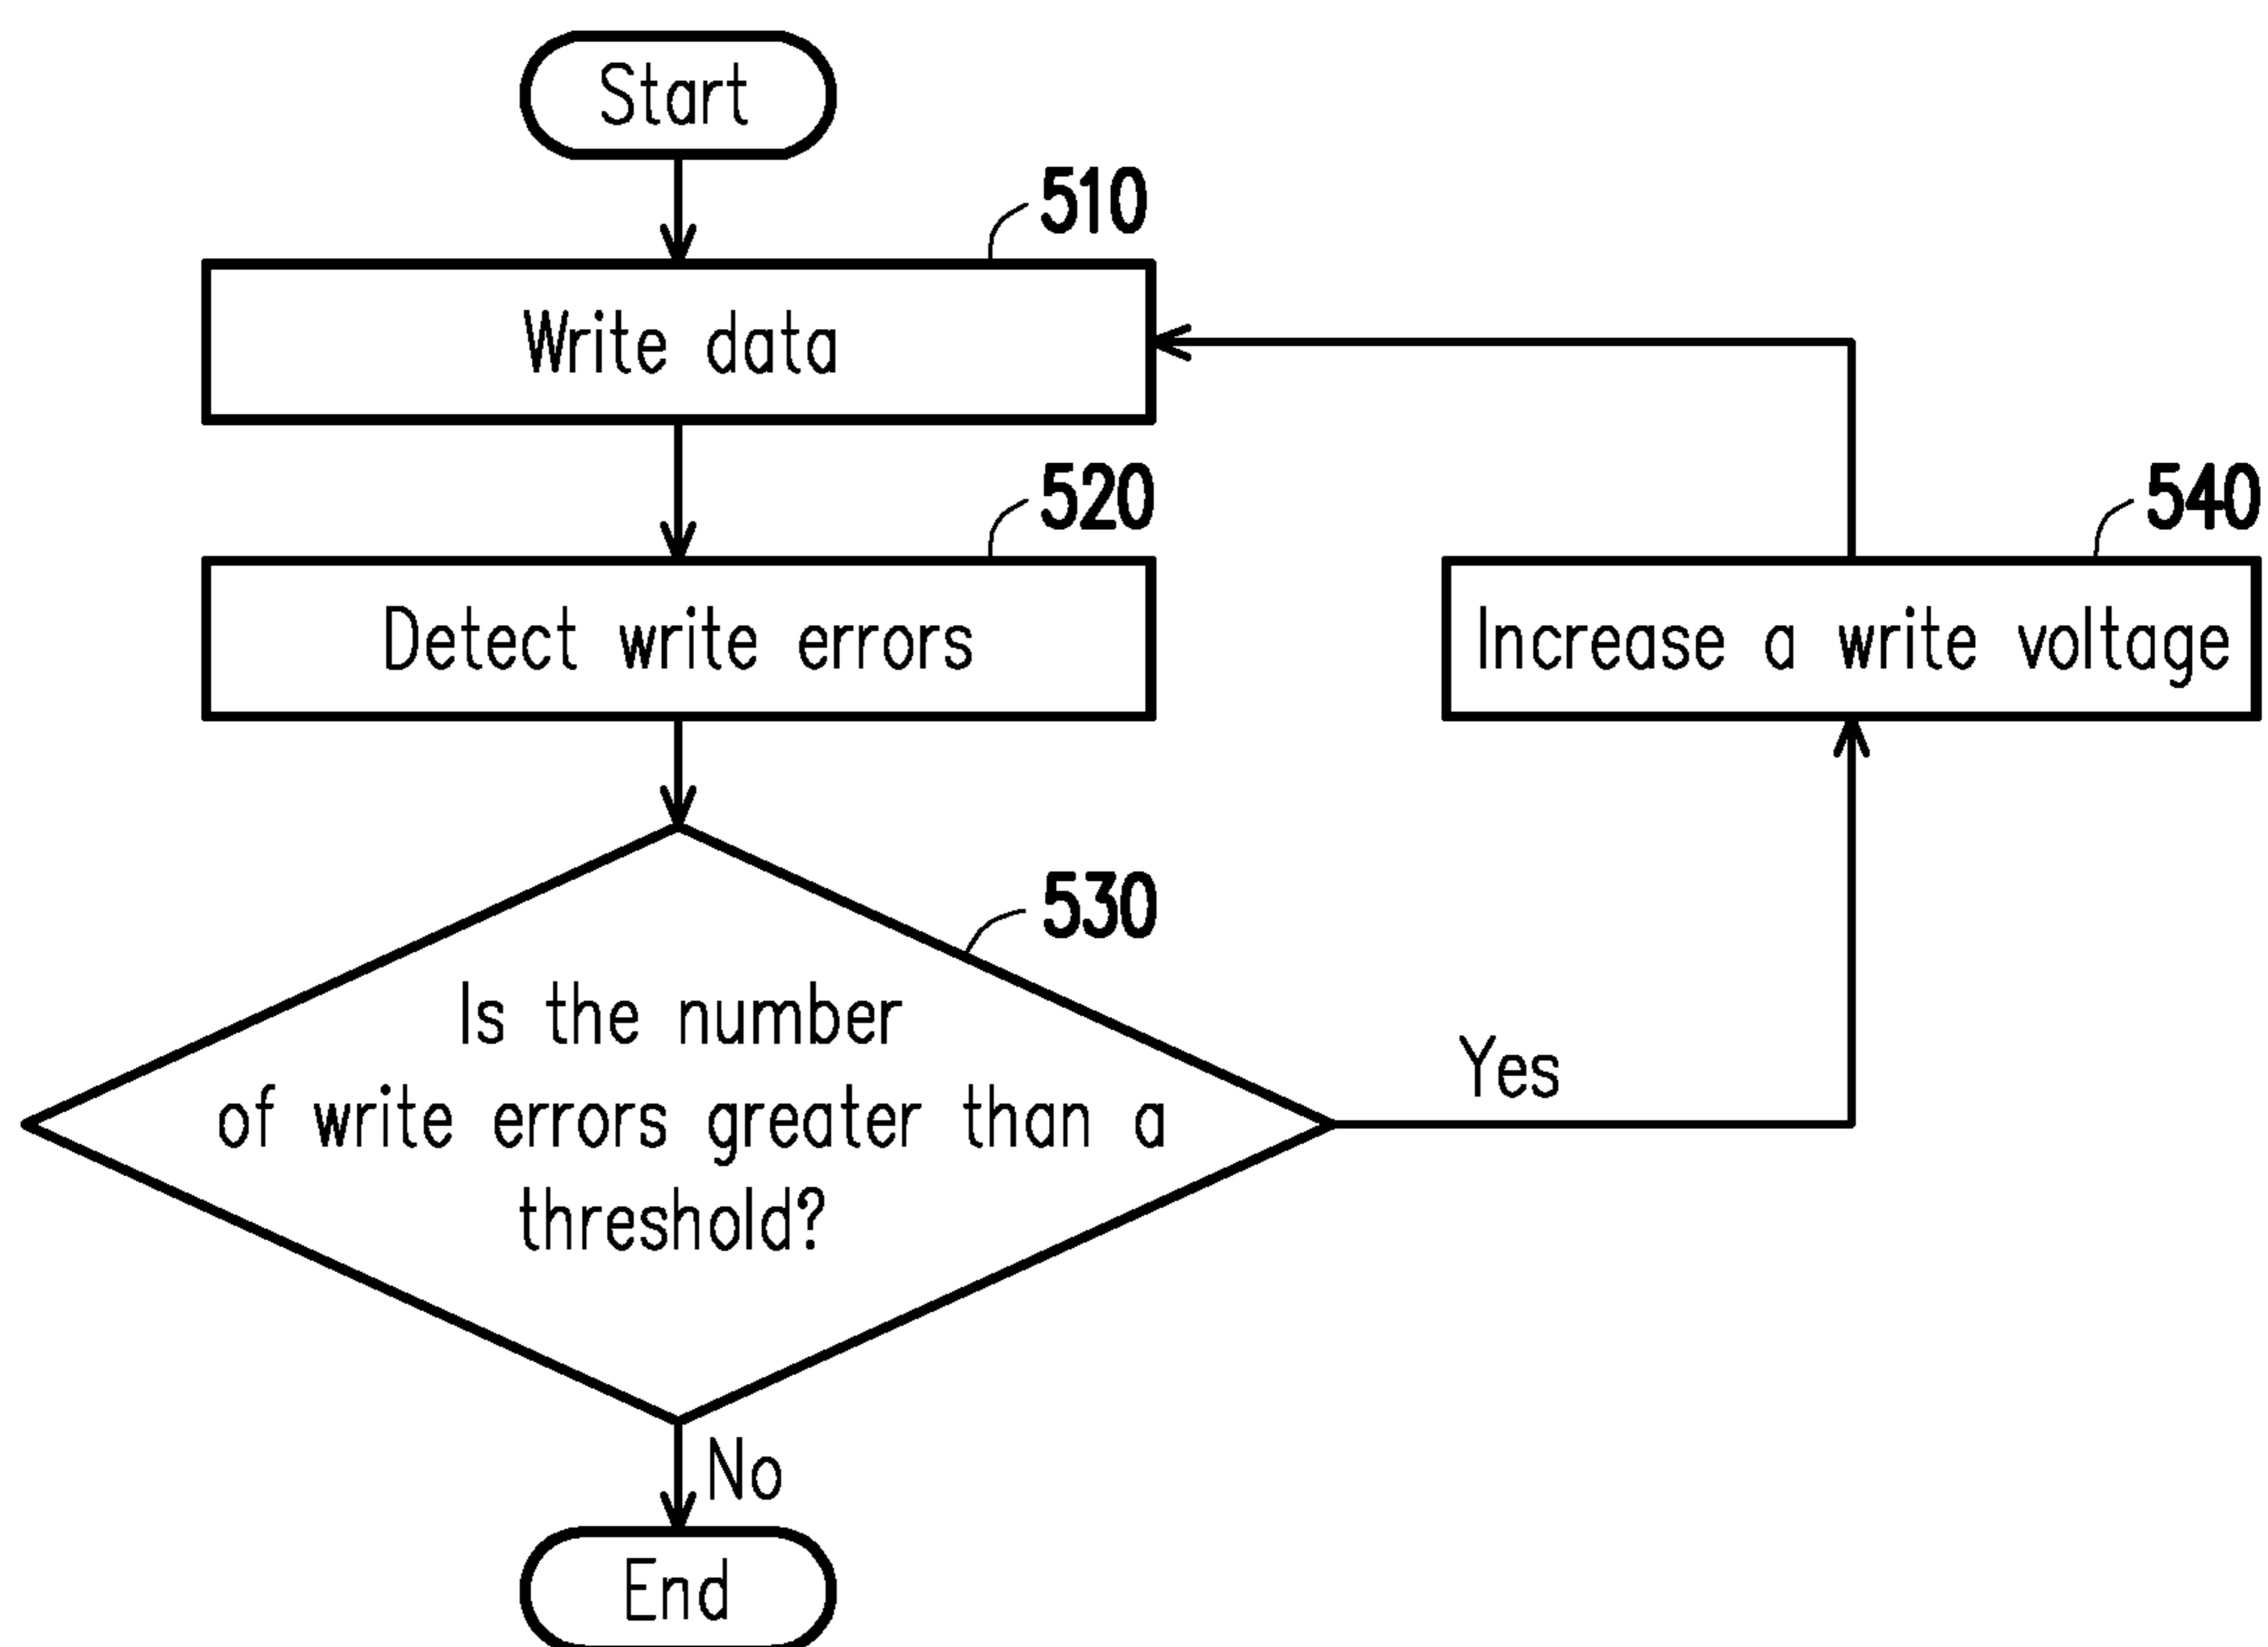 Start
510
Write data
520
Detect write errors
540
Increase a write voltage
530
Is the number
of write errors greater than a
threshold?
Yes
No
End